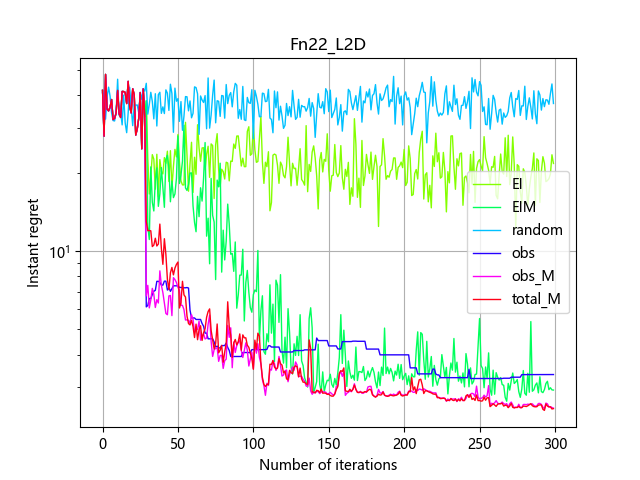 Fn22_L2D
Instant regret
10¹
EI
EIM
random
obs
obs_M
total_M
0 50 100 150 200 250 300
Number of iterations